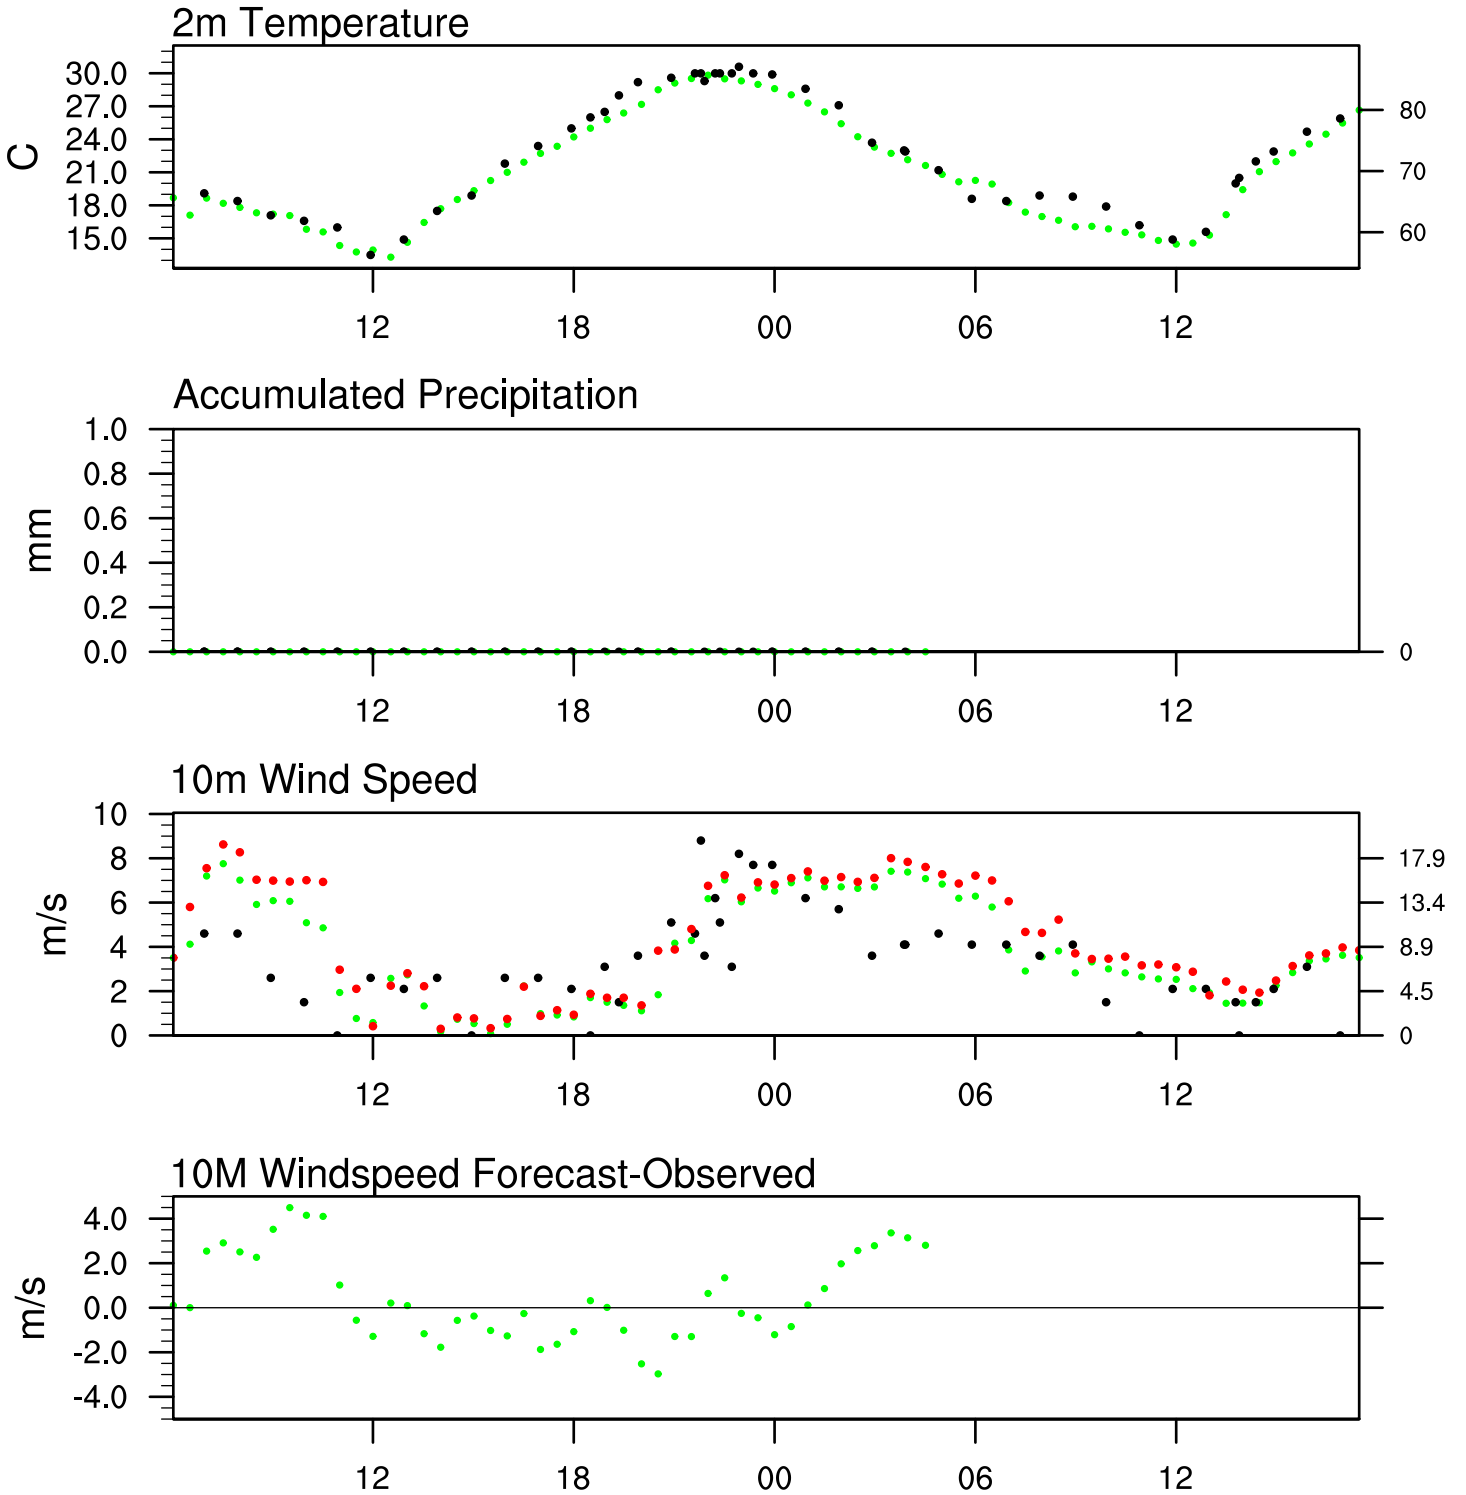 2m Temperature
30.0
27.0
24.0
21.0
18.0
15.0
C
80
70
60
12 18 00 06 12
Accumulated Precipitation
1.0
0.8
0.6
0.4
0.2
0.0
mm
0
12 18 00 06 12
10m Wind Speed
10
8
6
4
2
0
m/s
17.9
13.4
8.9
4.5
0
12 18 00 06 12
10M Windspeed Forecast-Observed
4.0
2.0
0.0
-2.0
-4.0
m/s
12 18 00 06 12